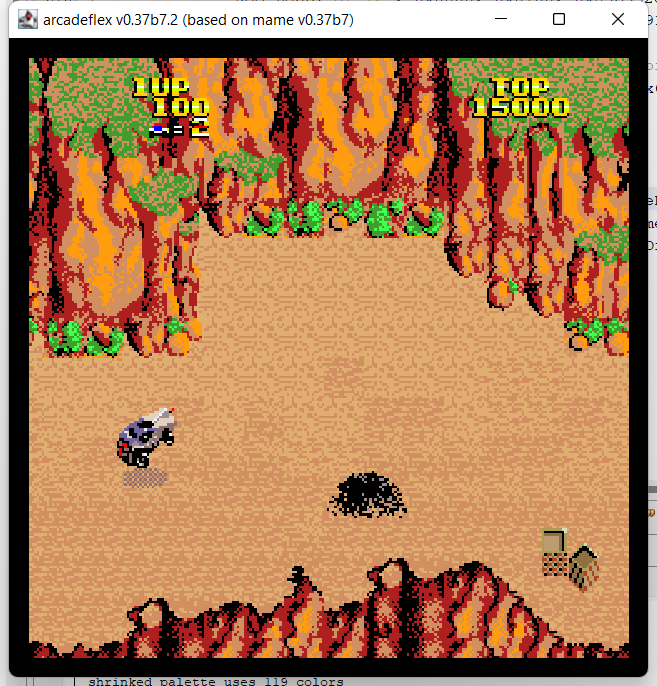 arcadeflex v0.37b7.2 (based on mame v0.37b7)
1UP
100
2
TOP
15000
shrinked palette uses 119 colors